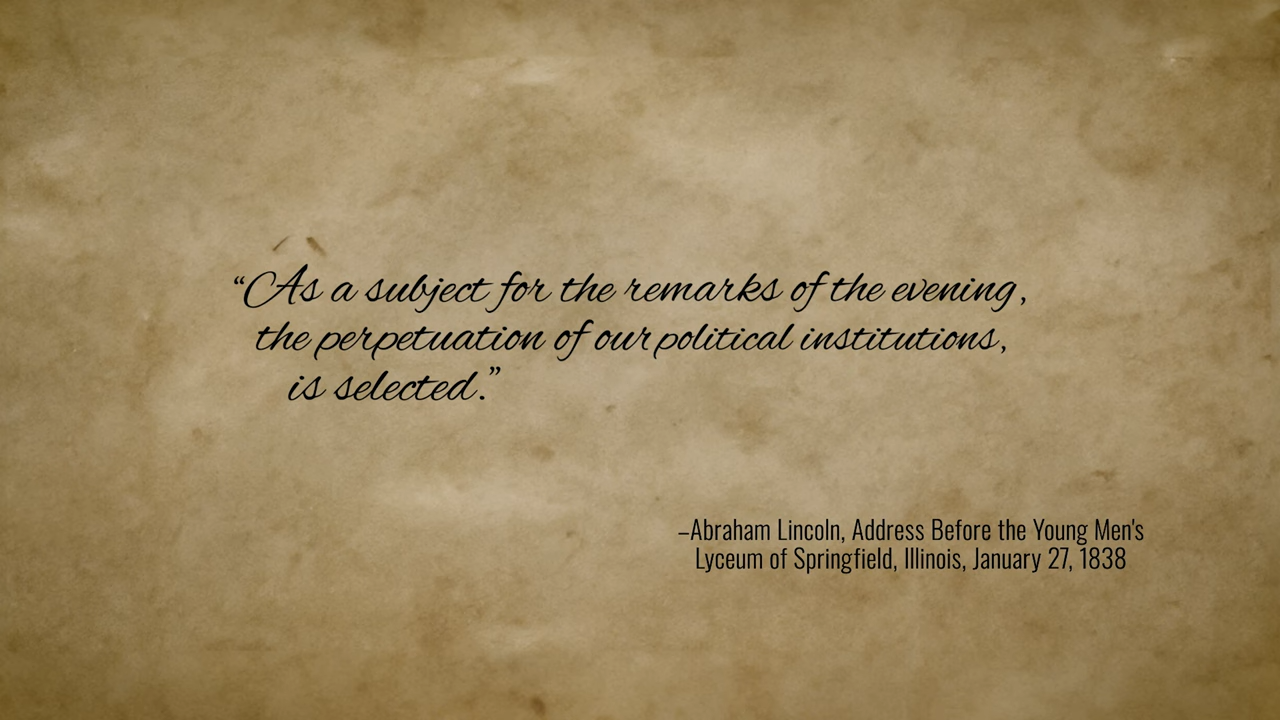 “As a subject for the remarks of the evening,
the perpetuation of our political institutions,
is selected.”
–Abraham Lincoln, Address Before the Young Men's
Lyceum of Springfield, Illinois, January 27, 1838